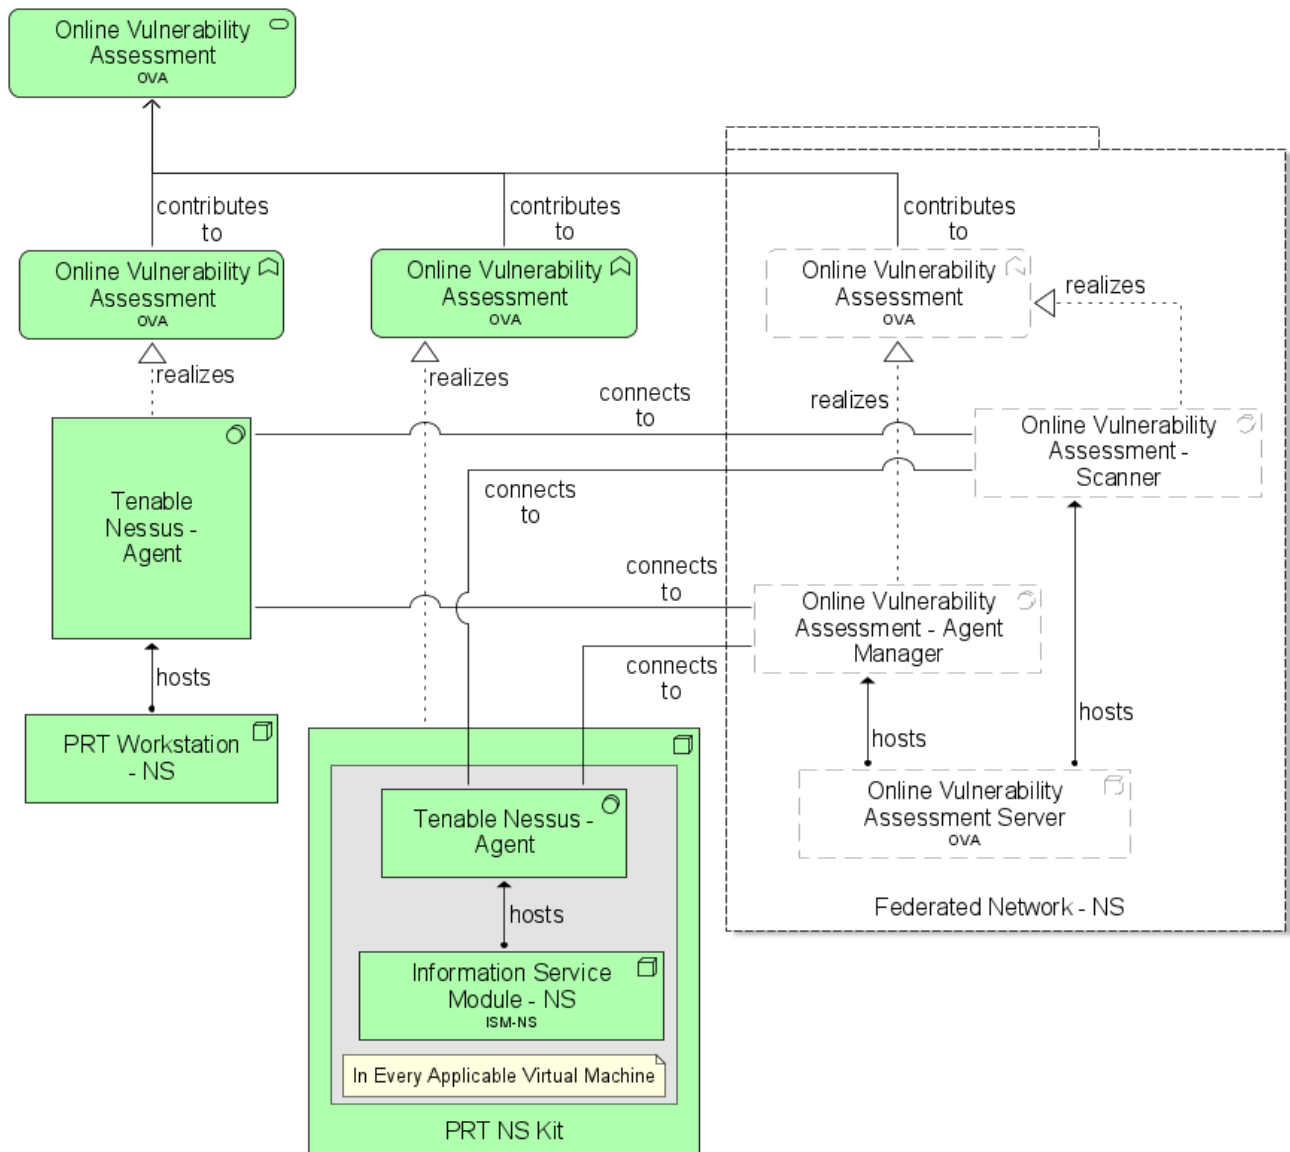 Online Vulnerability
Assessment
OVA
contributes
to
contributes
to
contributes
to
Online Vulnerability
Assessment
OVA
Online Vulnerability
Assessment
OVA
Online Vulnerability
Assessment
OVA
realizes
realizes
realizes
realizes
connects
to
Online Vulnerability
Assessment -
Scanner
Tenable
Nessus -
Agent
connects
to
connects
to
Online Vulnerability
Assessment - Agent
Manager
connects
to
hosts
hosts
hosts
PRT Workstation
- NS
Online Vulnerability
Assessment Server
OVA
Tenable Nessus -
Agent
Federated Network - NS
hosts
Information Service
Module - NS
ISM-NS
In Every Applicable Virtual Machine
PRT NS Kit